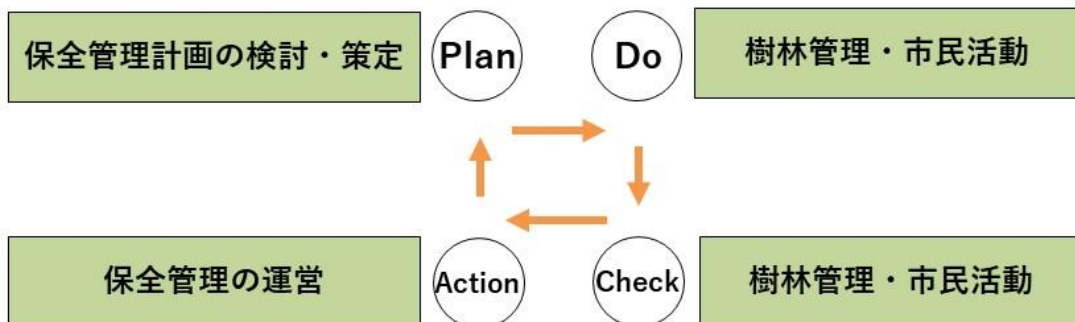 保全管理計画の検討・策定
Plan
Do
樹林管理・市民活動
保全管理の運営
Action
Check
樹林管理・市民活動